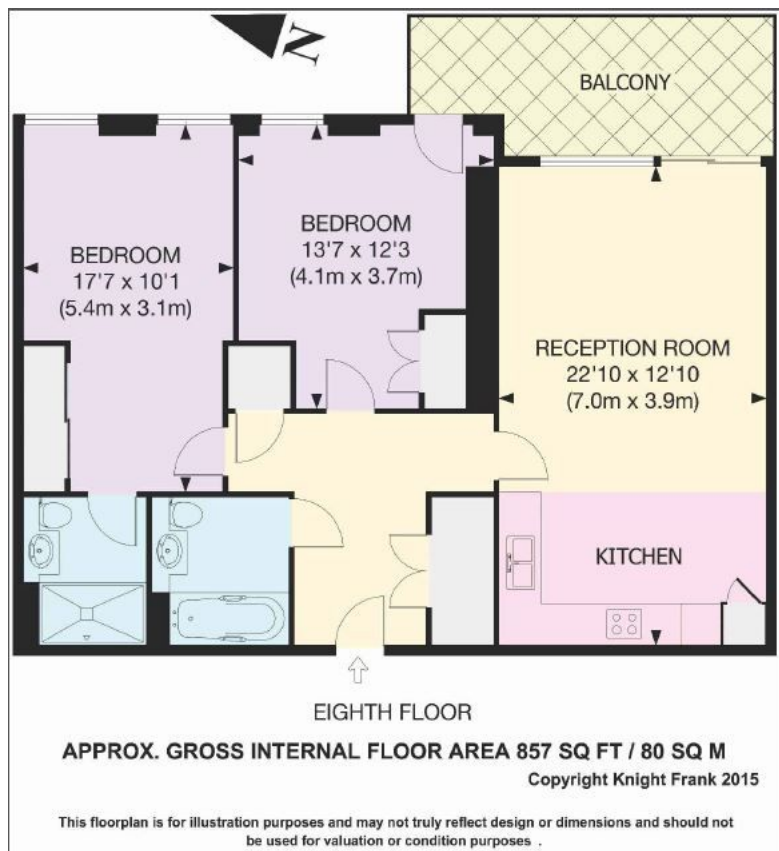 N
BALCONY
BEDROOM
17'7 x 10'1
(5.4m x 3.1m)
BEDROOM
13'7 x 12'3
(4.1m x 3.7m)
RECEPTION ROOM
22'10 x 12'10
(7.0m x 3.9m)
KITCHEN
EIGHTH FLOOR
APPROX. GROSS INTERNAL FLOOR AREA 857 SQ FT / 80 SQ M
Copyright Knight Frank 2015
This floorplan is for illustration purposes and may not truly reflect design or dimensions and should not
be used for valuation or condition purposes .